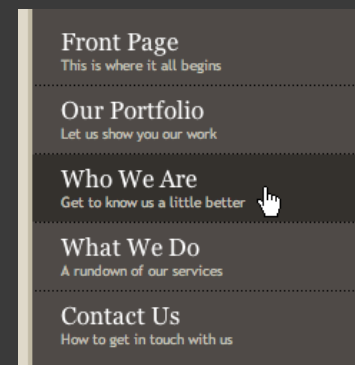 Front Page
This is where it all begins
Our Portfolio
Let us show you our work
Who We Are
Get to know us a little better
What We Do
A rundown of our services
Contact Us
How to get in touch with us